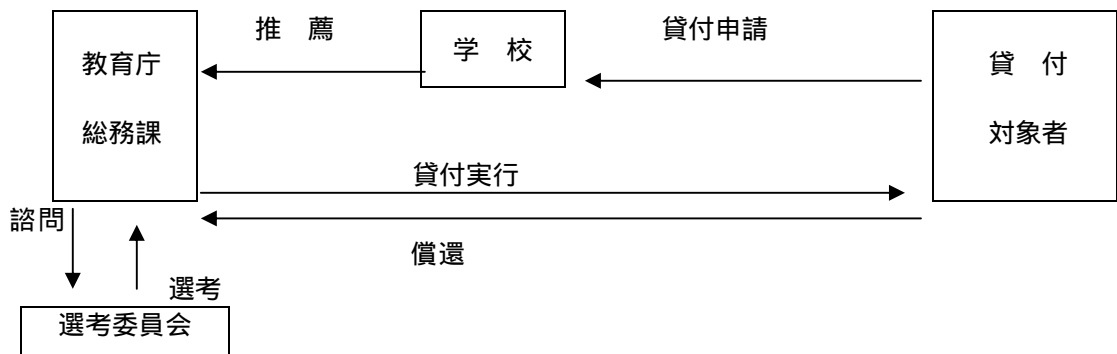 推　薦
学　校
貸付申請
教育庁
総務課
貸　付
対象者
貸付実行
償還
諮問
選考
選考委員会